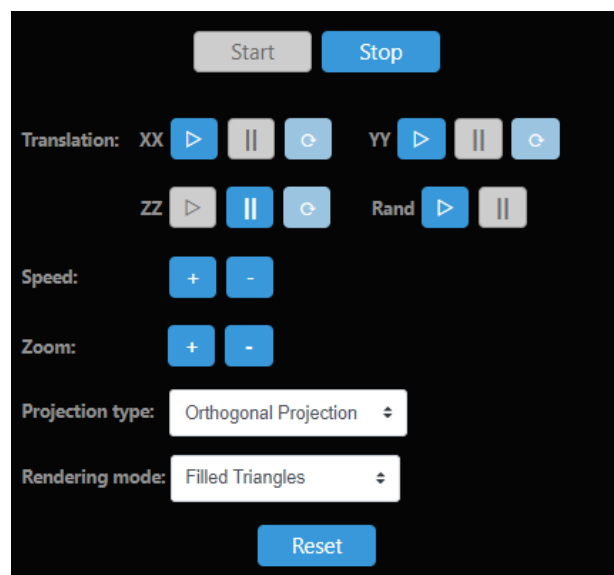 Start Stop
Translation: XX YY
ZZ Rand
Speed: + -
Zoom: + -
Projection type: Orthogonal Projection
Rendering mode: Filled Triangles
Reset